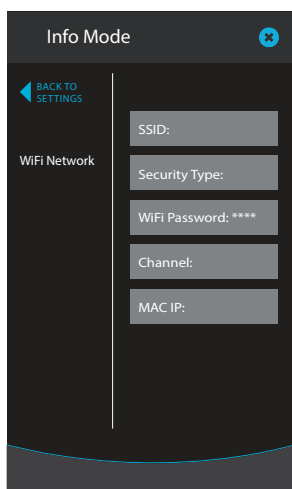 Info Mode
BACK TO
SETTINGS
WiFi Network
SSID:
Security Type:
WiFi Password: ****
Channel:
MAC IP: